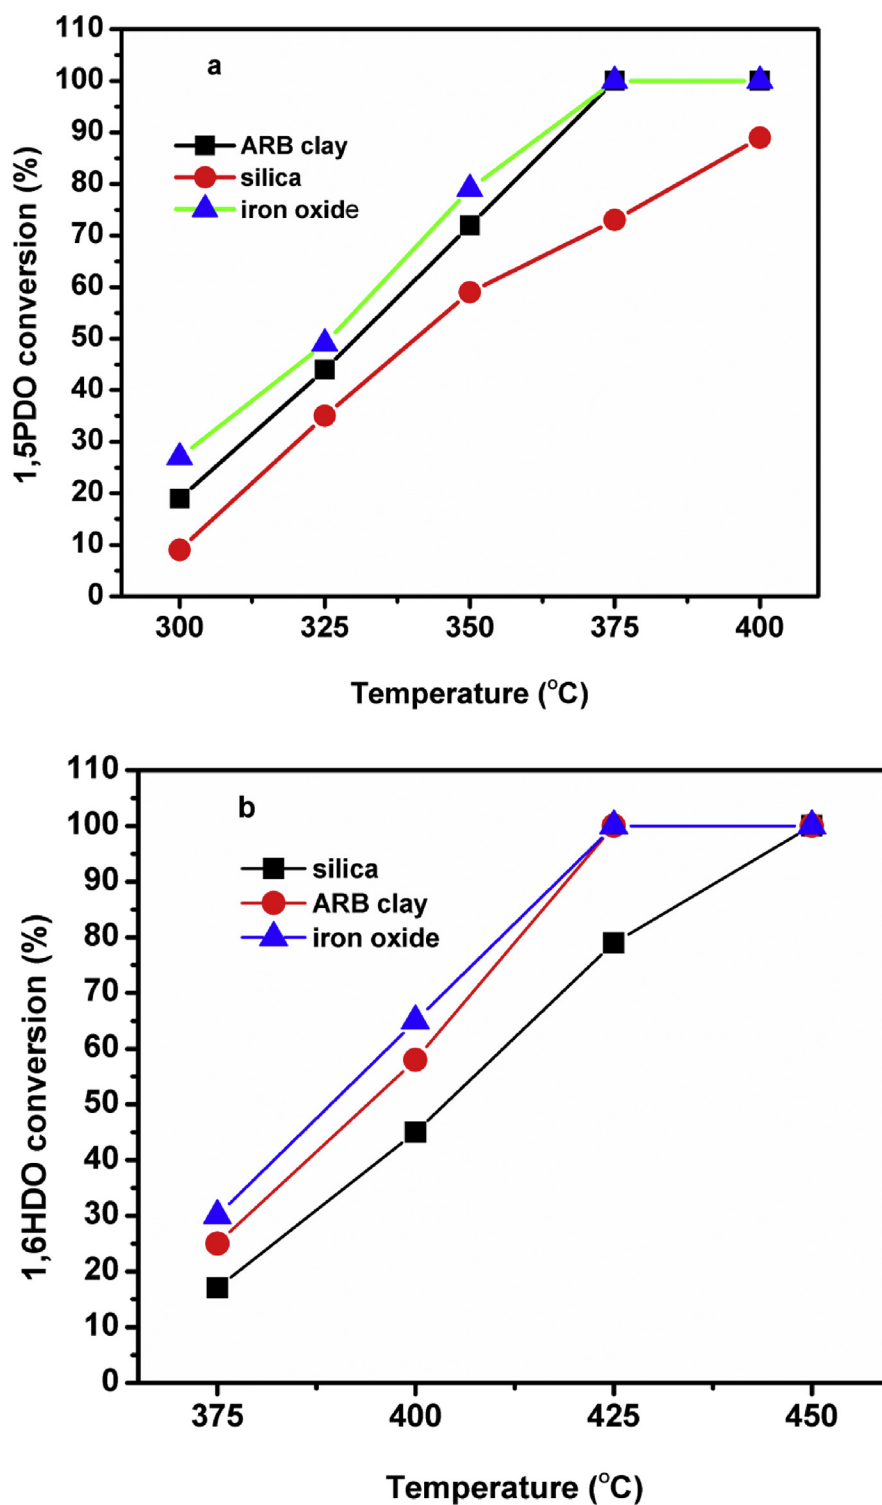 110
100
90
80
70
60
50
40
30
20
10
0
1,5PDO conversion (%)
a
ARB clay
silica
iron oxide
300 325 350 375 400
Temperature (°C)
110
100
90
80
70
60
50
40
30
20
10
0
1,6HDO conversion (%)
b
silica
ARB clay
iron oxide
375 400 425 450
Temperature (°C)